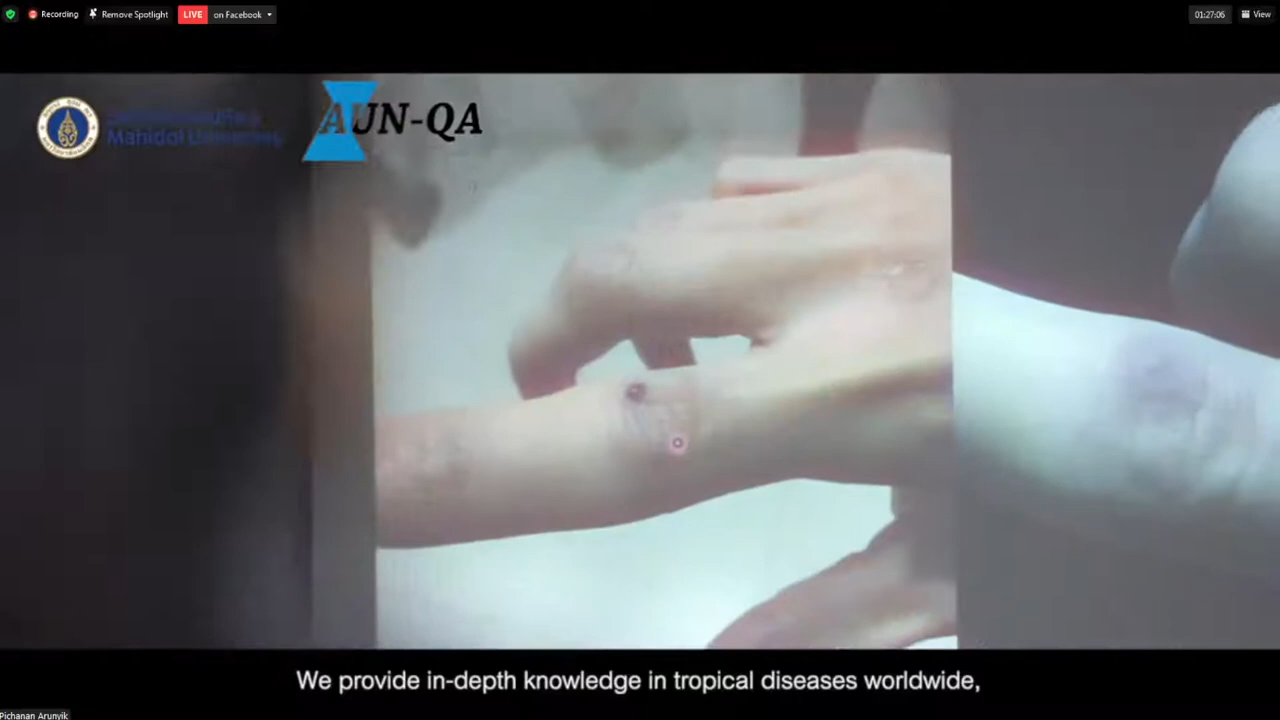 Recording
Remove Spotlight
LIVE on Facebook
01:27:06
View
Mahidol University
AUN-QA
We provide in-depth knowledge in tropical diseases worldwide,
Pichanan Arunyik